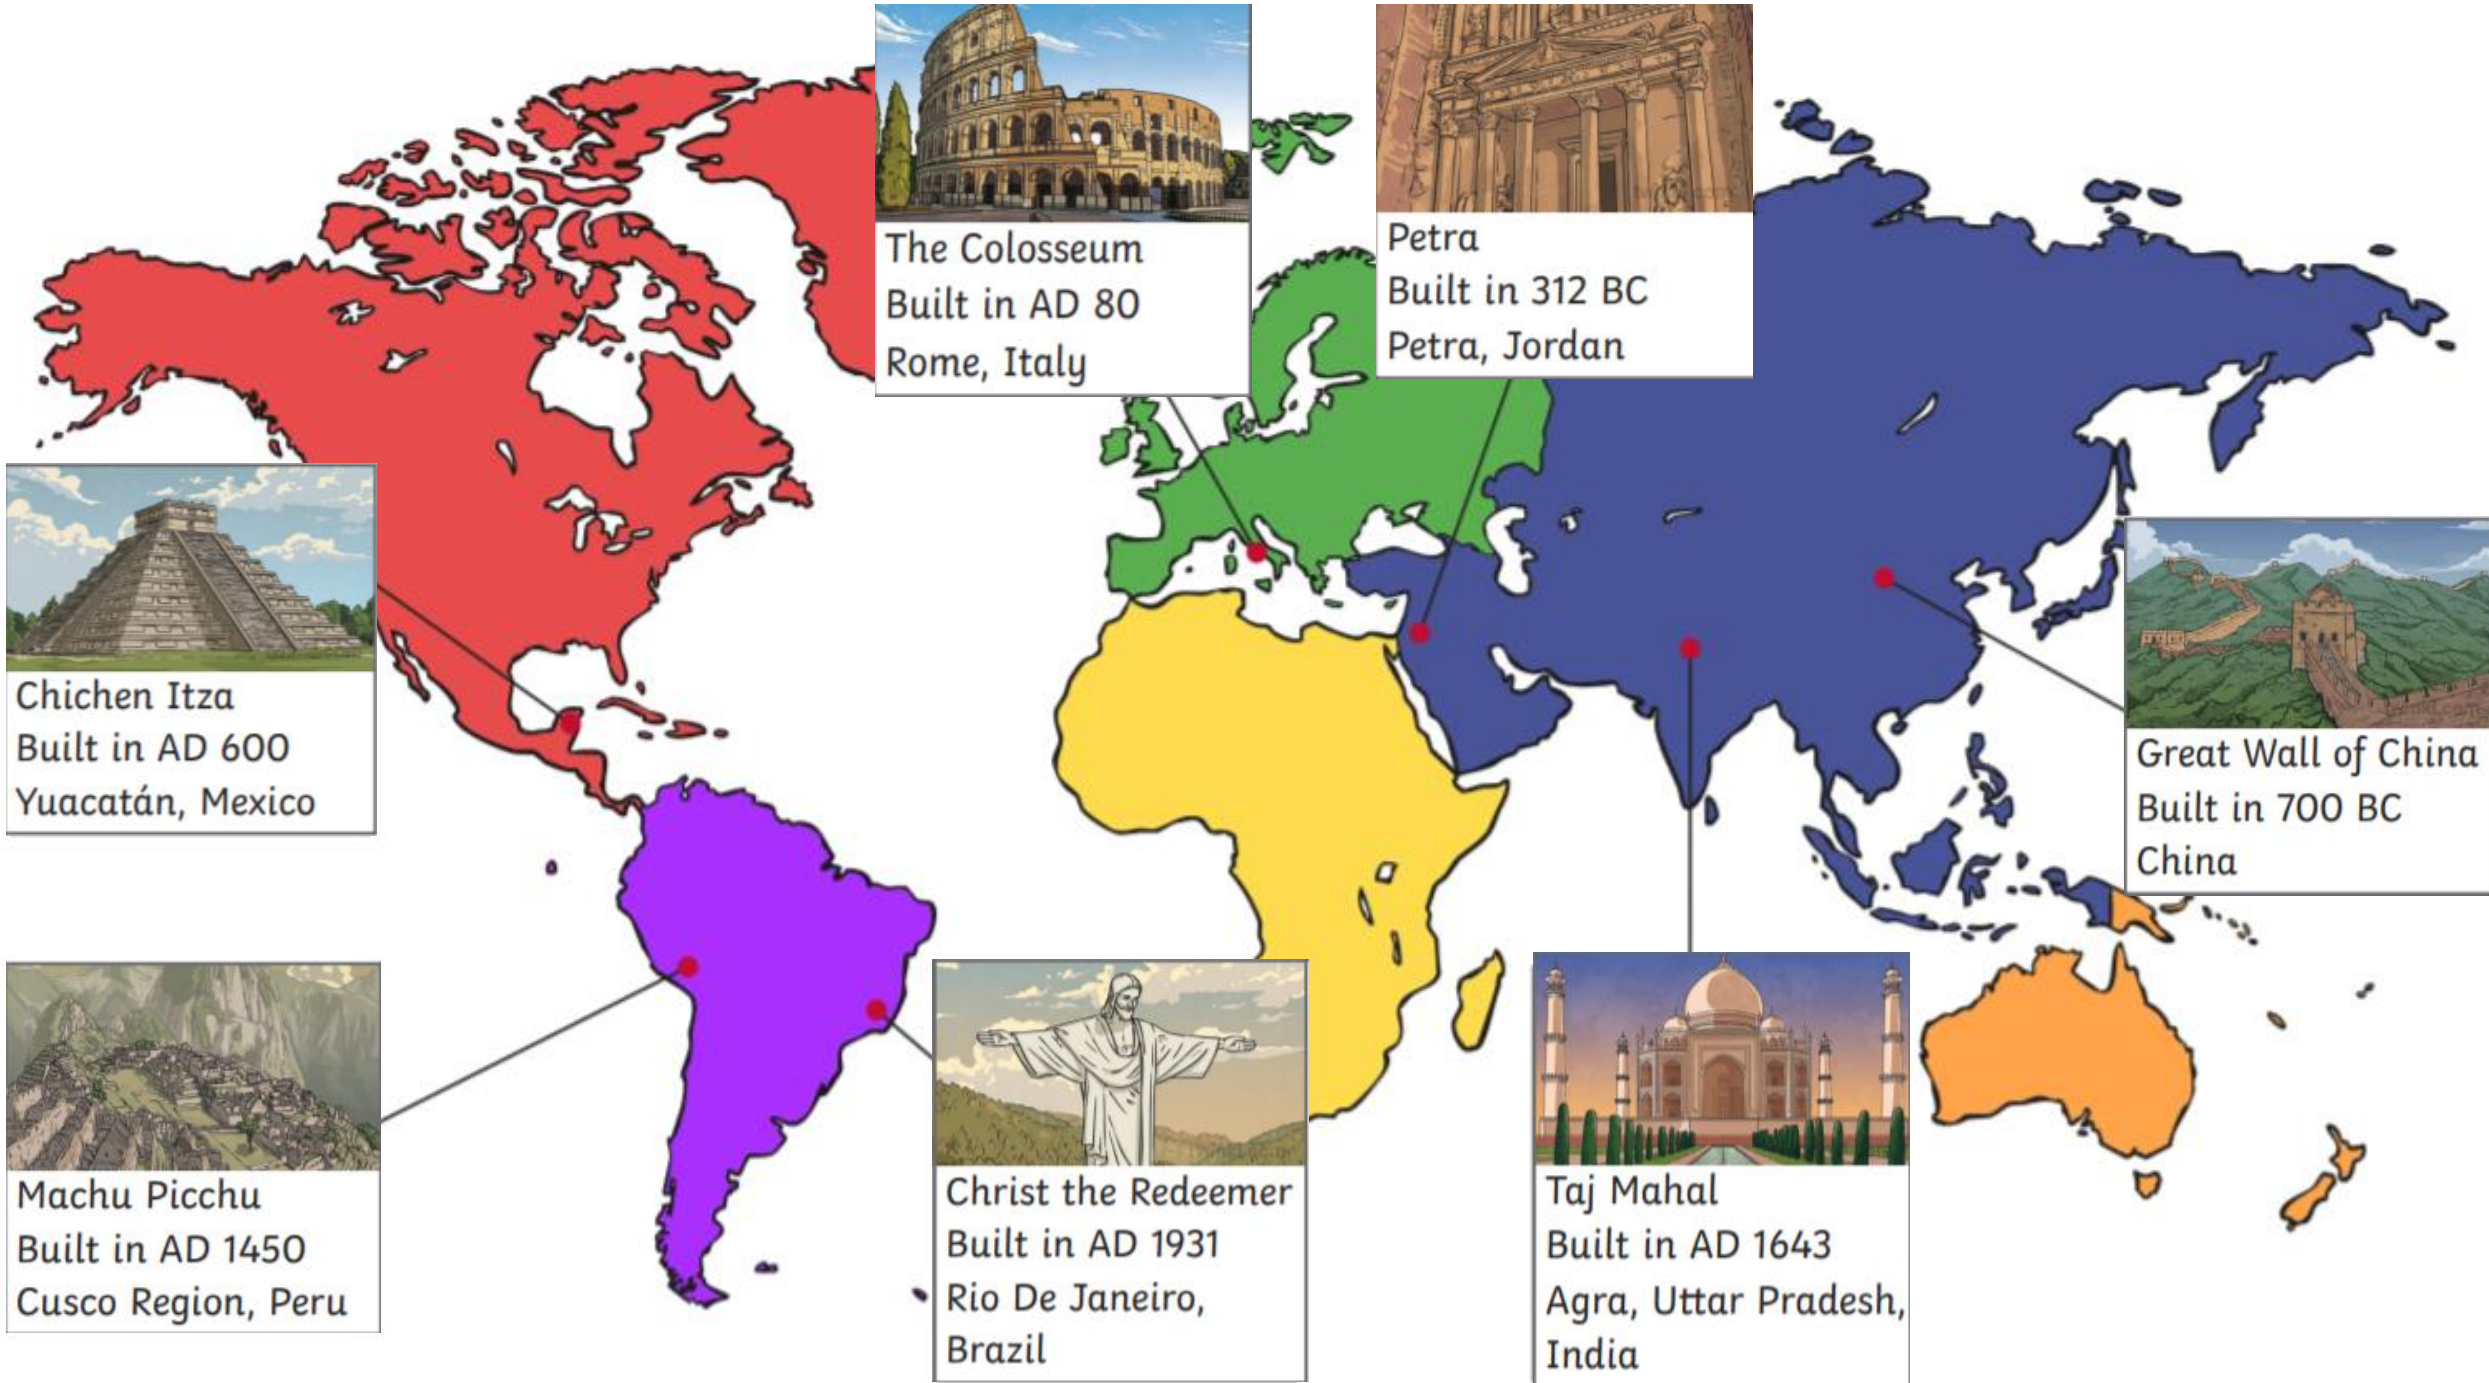 The Colosseum
Built in AD 80
Rome, Italy
Petra
Built in 312 BC
Petra, Jordan
Chichen Itza
Built in AD 600
Yuacatán, Mexico
Great Wall of China
Built in 700 BC
China
Machu Picchu
Built in AD 1450
Cusco Region, Peru
Christ the Redeemer
Built in AD 1931
Rio De Janeiro,
Brazil
Taj Mahal
Built in AD 1643
Agra, Uttar Pradesh,
India